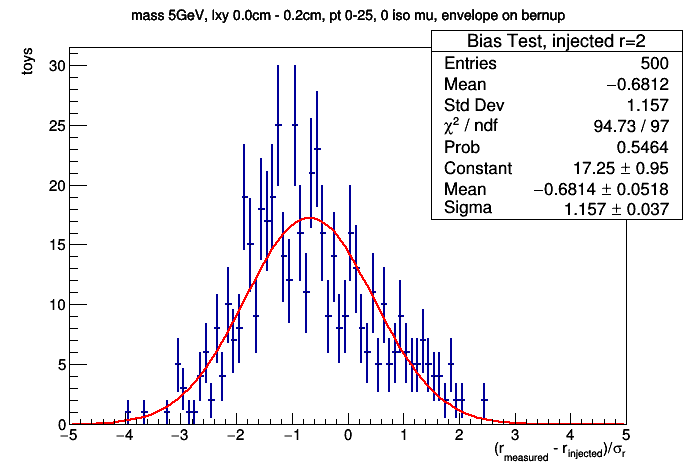 mass 5GeV, lxy 0.0cm - 0.2cm, pt 0-25, 0 iso mu, envelope on bernup
Bias Test, injected r=2
Entries 500
Mean −0.6812
Std Dev 1.157
χ² / ndf 94.73 / 97
Prob 0.5464
Constant 17.25 ± 0.95
Mean −0.6814 ± 0.0518
Sigma 1.157 ± 0.037
toys
30
25
20
15
10
5
0
−5 −4 −3 −2 −1 0 1 2 3 4 5
(r_measured - r_injected)/σ_r